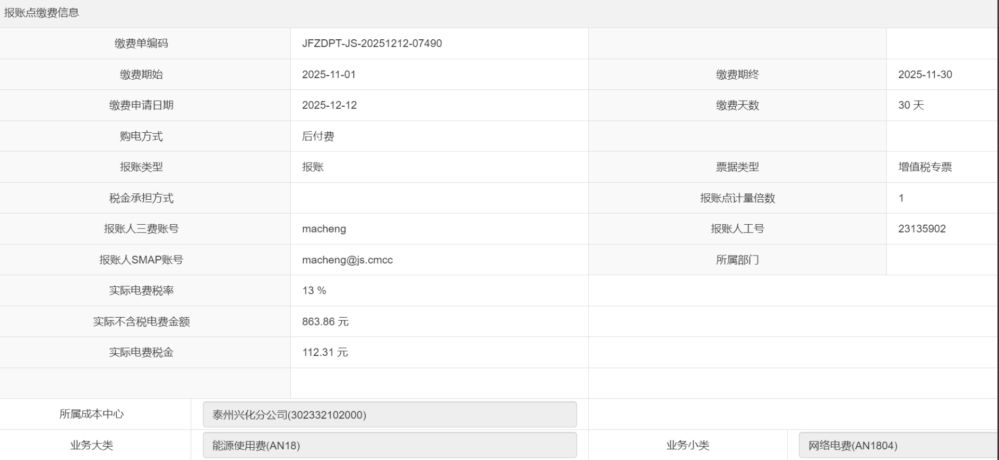 报账点缴费信息
缴费单编码 JFZDPT-JS-20251212-07490
缴费期始 2025-11-01 缴费期终 2025-11-30
缴费申请日期 2025-12-12 缴费天数 30 天
购电方式 后付费
报账类型 报账 票据类型 增值税专票
税金承担方式 报账点计量倍数 1
报账人三费账号 macheng 报账人工号 23135902
报账人SMAP账号 macheng@js.cmcc 所属部门
实际电费税率 13 %
实际不含税电费金额 863.86 元
实际电费税金 112.31 元
所属成本中心 泰州兴化分公司(302332102000)
业务大类 能源使用费(AN18) 业务小类 网络电费(AN1804)